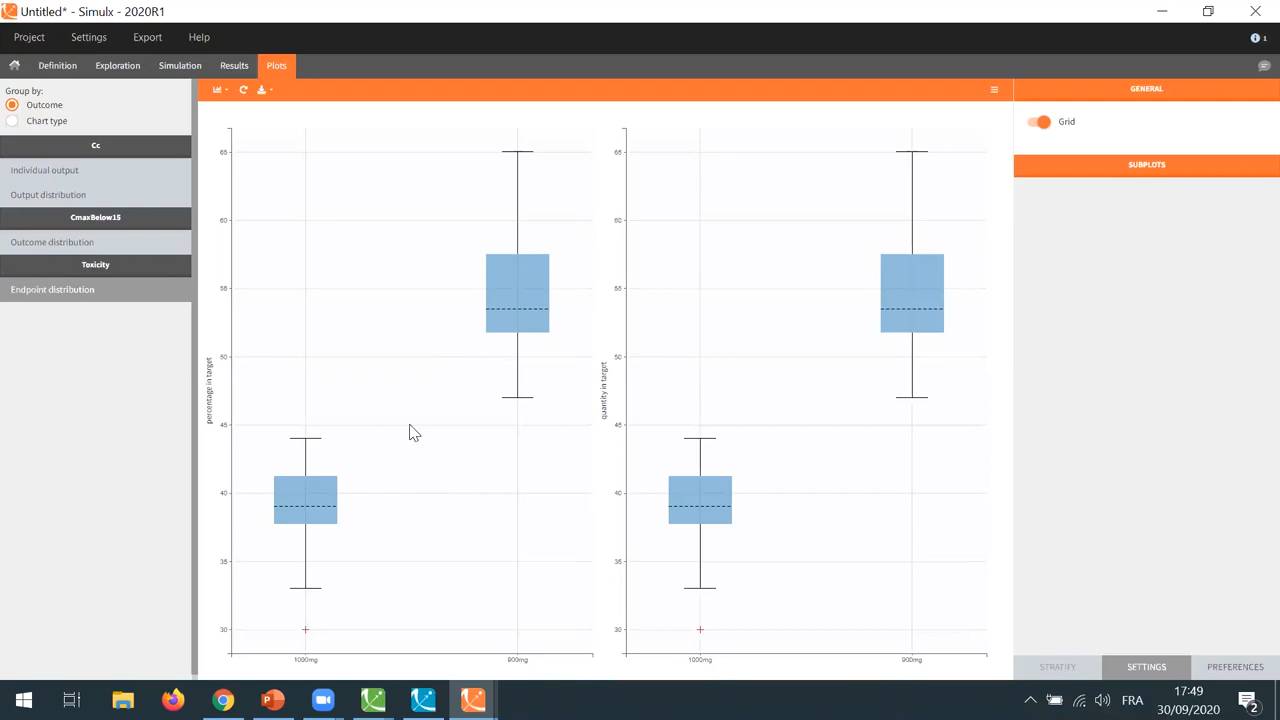 Untitled* - Simulx - 2020R1
Project Settings Export Help
1
Definition Exploration Simulation Results Plots
Group by:
Outcome
Chart type
Cc
Individual output
Output distribution
CmaxBelow15
Outcome distribution
Toxicity
Endpoint distribution
percentage in target
65
60
55
50
45
40
35
30
1000mg 900mg
quantity in target
65
60
55
50
45
40
35
30
1000mg 900mg
GENERAL
Grid
SUBPLOTS
STRATIFY SETTINGS PREFERENCES
FRA
17:49
30/09/2020
2